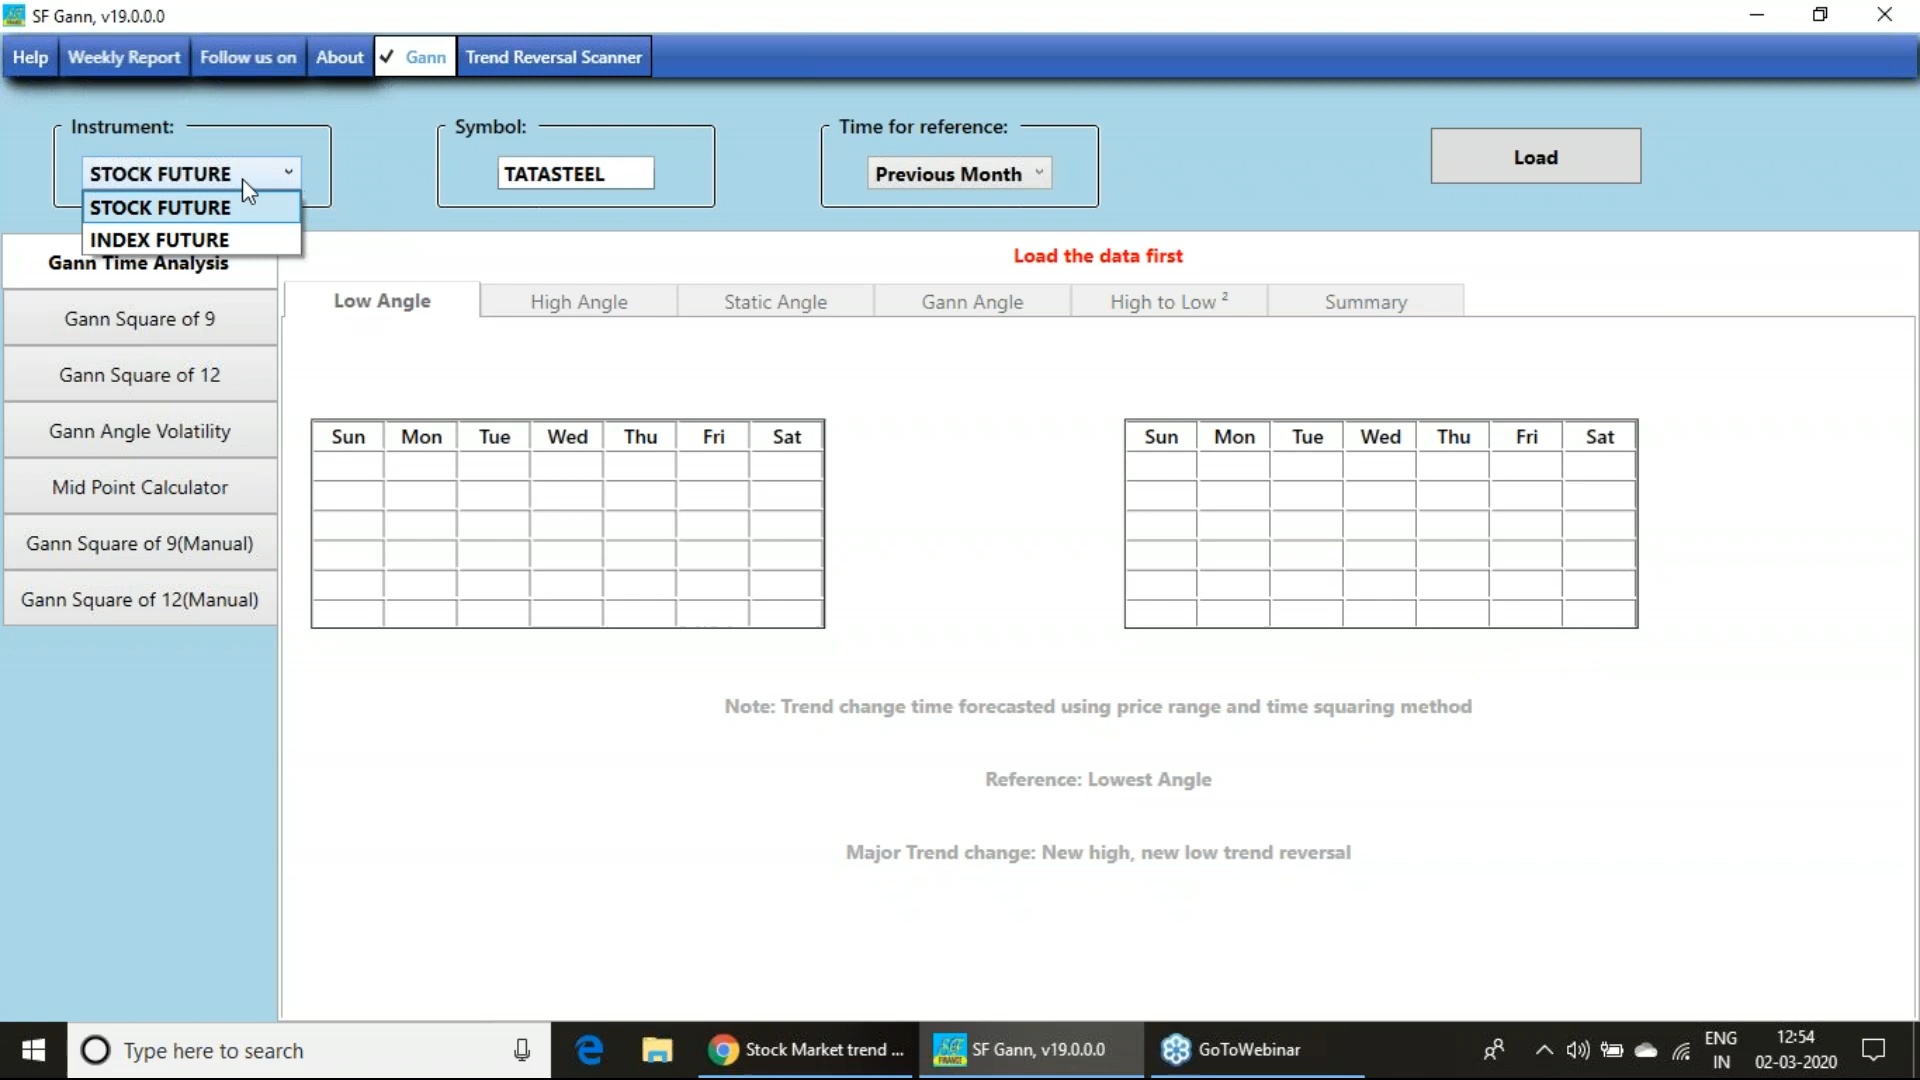 SF Gann, v19.0.0.0
Help Weekly Report Follow us on About ✓ Gann Trend Reversal Scanner
Instrument: Symbol: Time for reference:
STOCK FUTURE TATASTEEL Previous Month Load
STOCK FUTURE
INDEX FUTURE
Gann Time Analysis
Gann Square of 9
Gann Square of 12
Gann Angle Volatility
Mid Point Calculator
Gann Square of 9(Manual)
Gann Square of 12(Manual)
Load the data first
Low Angle High Angle Static Angle Gann Angle High to Low ² Summary
Sun Mon Tue Wed Thu Fri Sat
Sun Mon Tue Wed Thu Fri Sat
Note: Trend change time forecasted using price range and time squaring method
Reference: Lowest Angle
Major Trend change: New high, new low trend reversal
Type here to search
Stock Market trend ...
SF FINANCE
SF Gann, v19.0.0.0
GoToWebinar
ENG
IN
12:54
02-03-2020